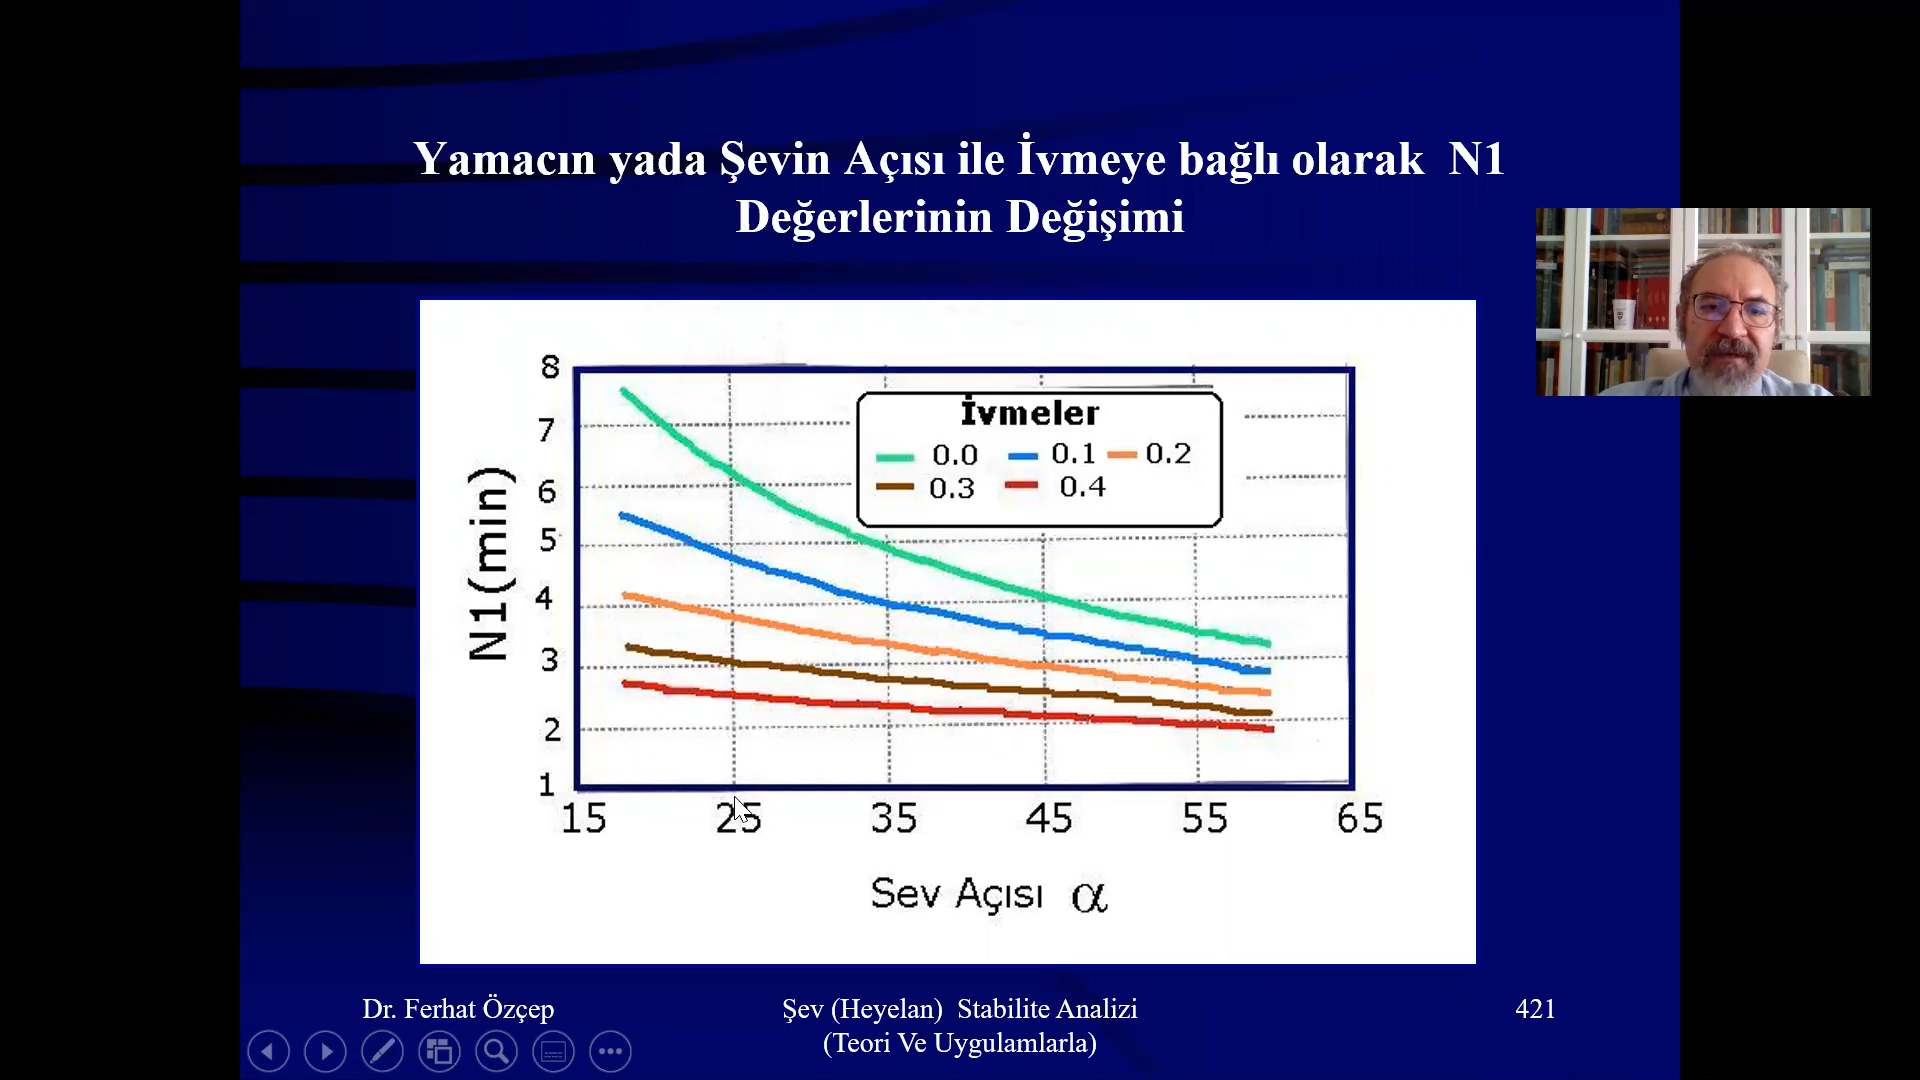 Yamacın yada Şevin Açısı ile İvmeye bağlı olarak N1
Değerlerinin Değişimi
N1(min)
8
7
6
5
4
3
2
1
İvmeler
0.0 0.1 0.2
0.3 0.4
15 25 35 45 55 65
Sev Açısı α
Dr. Ferhat Özçep
Şev (Heyelan) Stabilite Analizi
(Teori Ve Uygulamlarla)
421